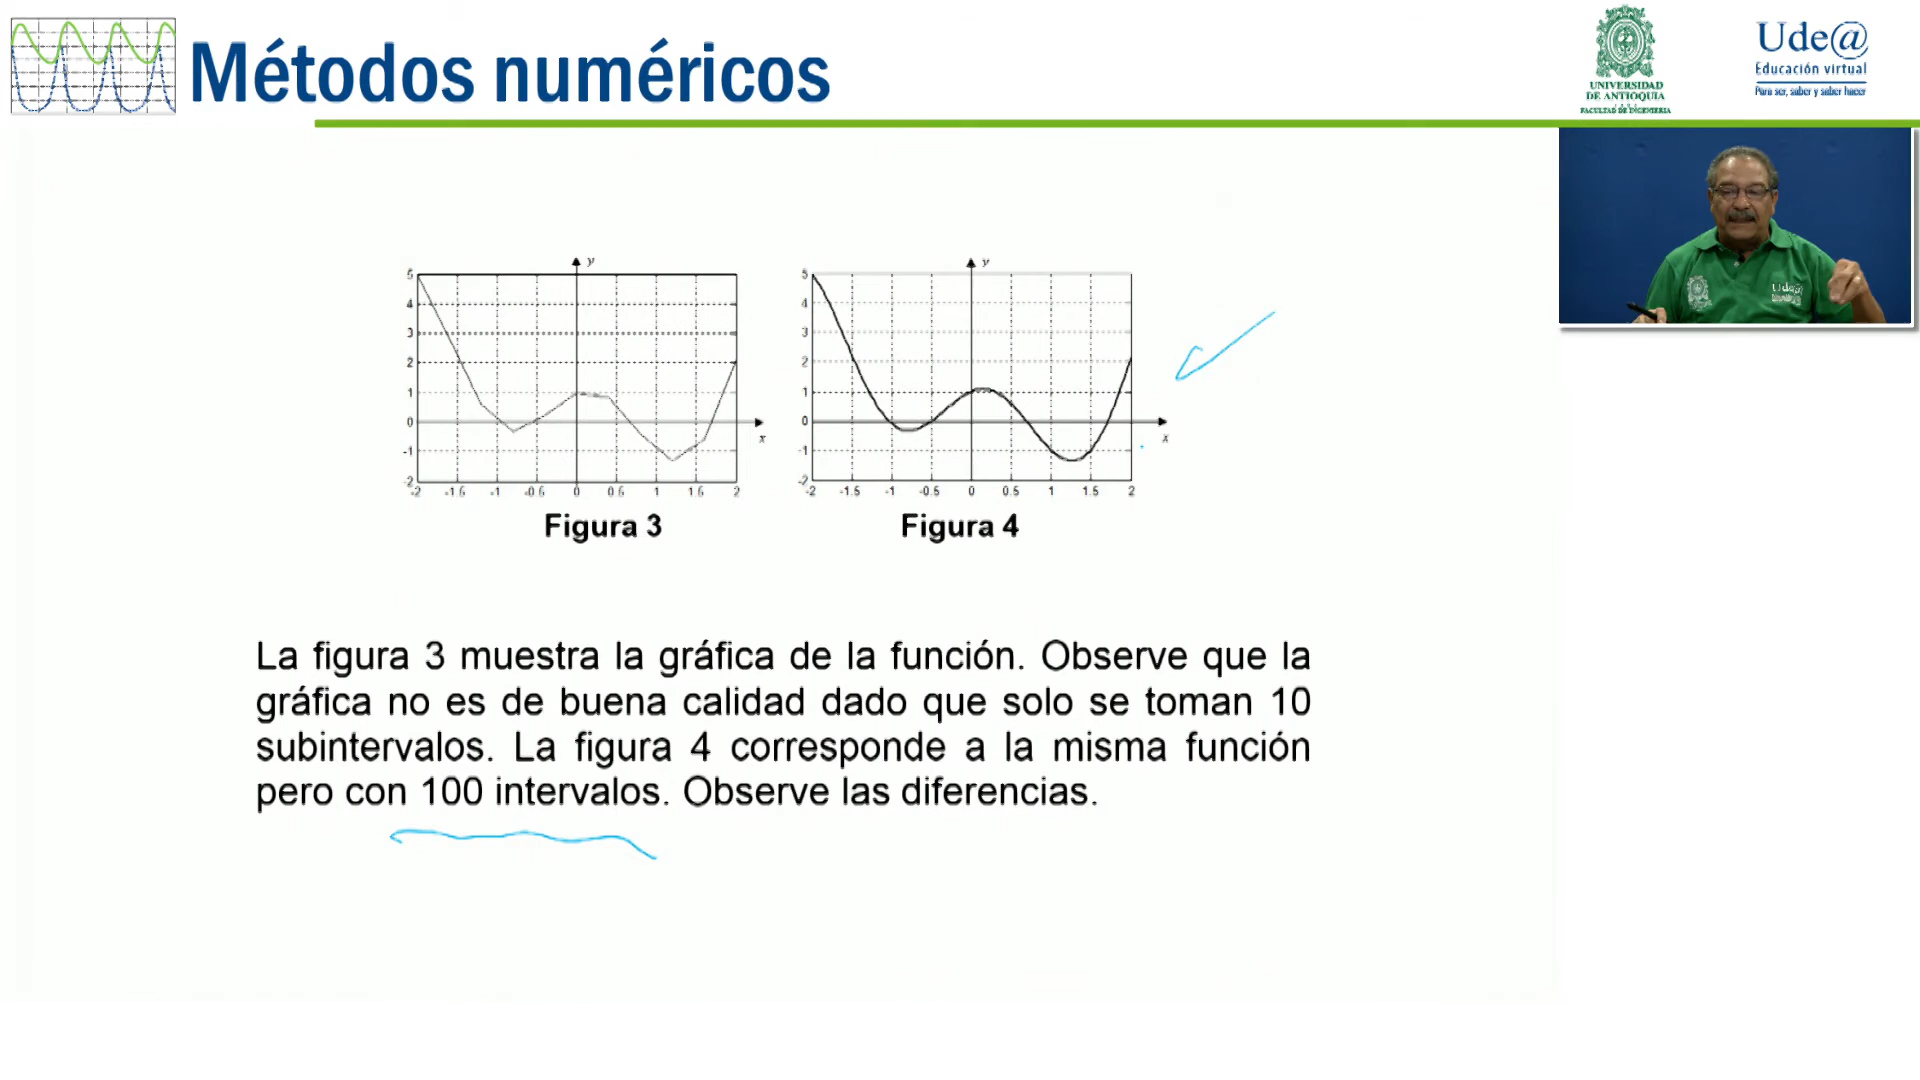 Métodos numéricos
UNIVERSIDAD
DE ANTIOQUIA
FACULTAD DE INGENIERÍA
Ude@
Educación virtual
Para ser, saber y saber hacer
y
5
4
3
2
1
0
-1
-2
-2 -1.5 -1 -0.5 0 0.5 1 1.5 2
x
Figura 3
y
5
4
3
2
1
0
-1
-2
-2 -1.5 -1 -0.5 0 0.5 1 1.5 2
x
Figura 4
Ude@
La figura 3 muestra la gráfica de la función. Observe que la
gráfica no es de buena calidad dado que solo se toman 10
subintervalos. La figura 4 corresponde a la misma función
pero con 100 intervalos. Observe las diferencias.